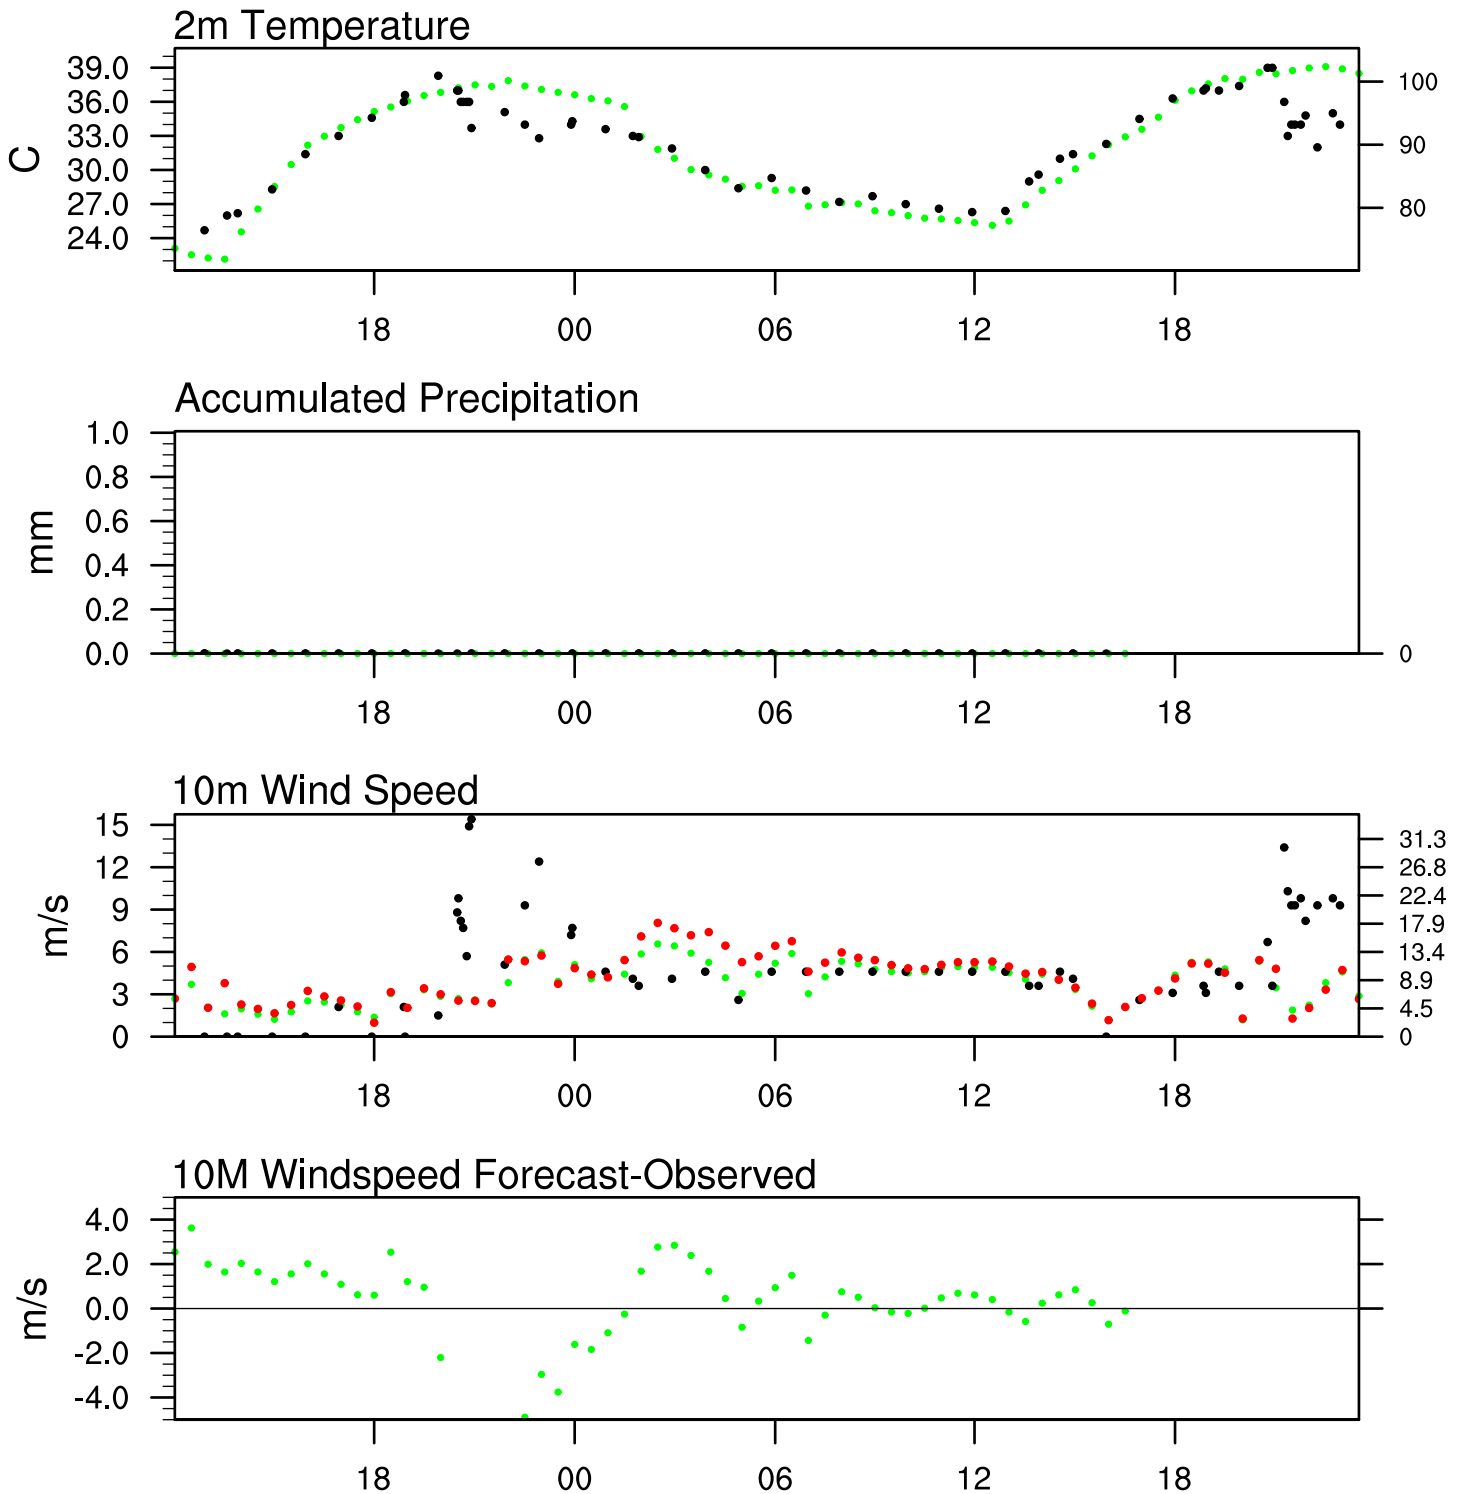 2m Temperature
39.0
36.0
33.0
30.0
27.0
24.0
C
100
90
80
18 00 06 12 18
Accumulated Precipitation
1.0
0.8
0.6
0.4
0.2
0.0
mm
0
18 00 06 12 18
10m Wind Speed
15
12
9
6
3
0
m/s
31.3
26.8
22.4
17.9
13.4
8.9
4.5
0
18 00 06 12 18
10M Windspeed Forecast-Observed
4.0
2.0
0.0
-2.0
-4.0
m/s
18 00 06 12 18